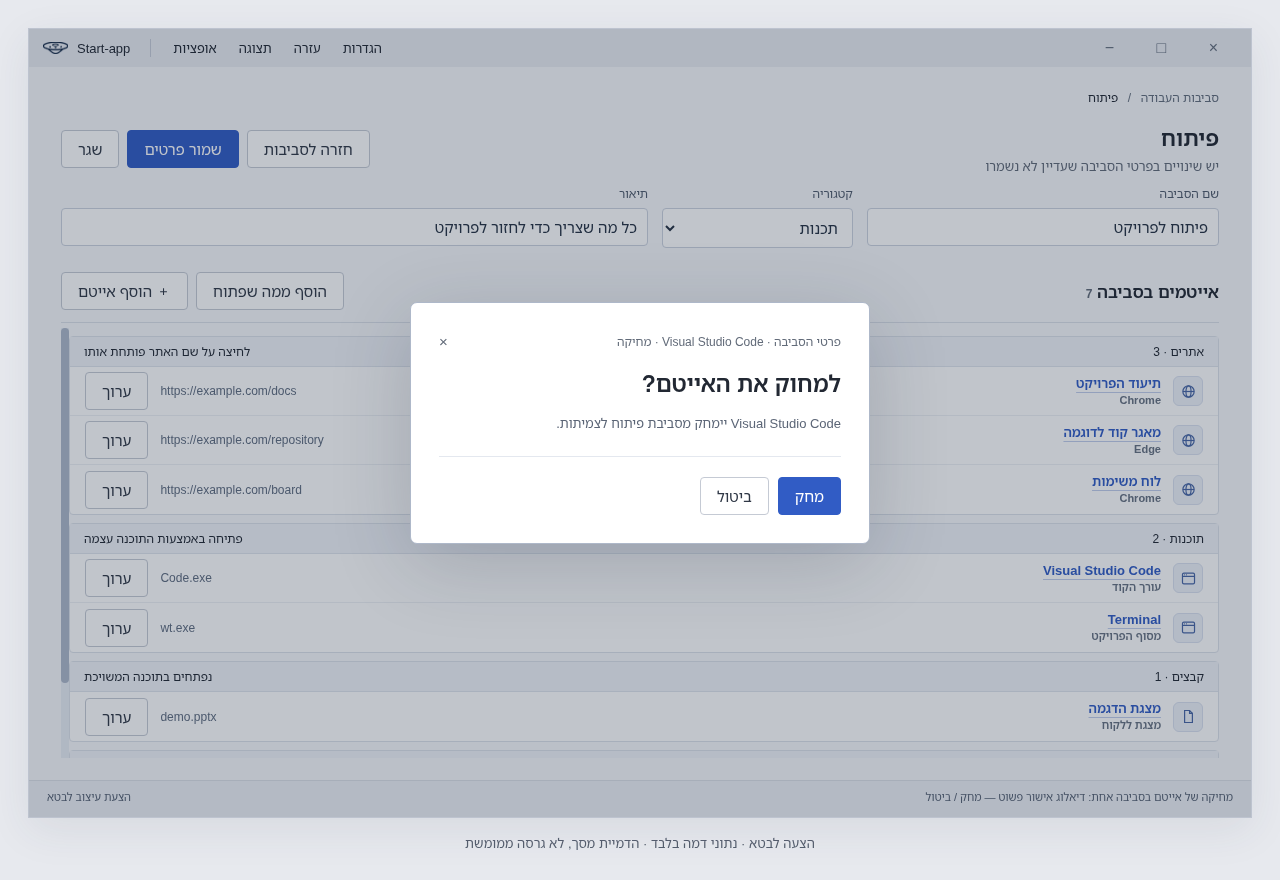 Start-app
אופציות תצוגה עזרה הגדרות
סביבות העבודה / פיתוח
פיתוח
יש שינויים בפרטי הסביבה שעדיין לא נשמרו
חזרה לסביבות
שמור פרטים
שגר
שם הסביבה
קטגוריה
תיאור
פיתוח לפרויקט
תכנות
כל מה שצריך כדי לחזור לפרויקט
אייטמים בסביבה 7
הוסף ממה שפתוח
+ הוסף אייטם
אתרים · 3
לחיצה על שם האתר פותחת אותו
תיעוד הפרויקט
Chrome
https://example.com/docs
ערוך
מאגר קוד לדוגמה
Edge
https://example.com/repository
ערוך
לוח משימות
Chrome
https://example.com/board
ערוך
תוכנות · 2
פתיחה באמצעות התוכנה עצמה
Visual Studio Code
עורך הקוד
Code.exe
ערוך
Terminal
מסוף הפרויקט
wt.exe
ערוך
קבצים · 1
נפתחים בתוכנה המשויכת
מצגת הדגמה
מצגת ללקוח
demo.pptx
ערוך
פרטי הסביבה · Visual Studio Code · מחיקה
×
למחוק את האייטם?
Visual Studio Code יימחק מסביבת פיתוח לצמיתות.
מחק
ביטול
מחיקה של אייטם בסביבה אחת: דיאלוג אישור פשוט — מחק / ביטול
הצעת עיצוב לבטא
הצעה לבטא · נתוני דמה בלבד · הדמיית מסך, לא גרסה ממומשת